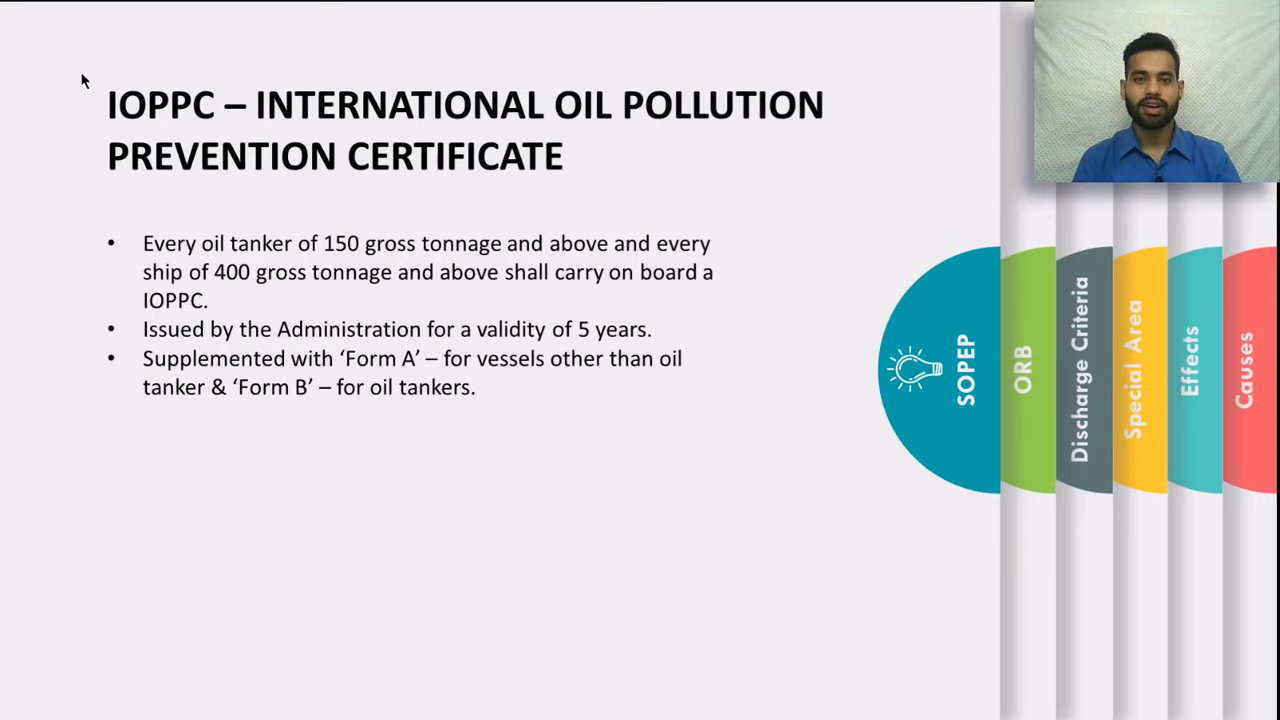 IOPPC – INTERNATIONAL OIL POLLUTION
PREVENTION CERTIFICATE
• Every oil tanker of 150 gross tonnage and above and every
ship of 400 gross tonnage and above shall carry on board a
IOPPC.
• Issued by the Administration for a validity of 5 years.
• Supplemented with ‘Form A’ – for vessels other than oil
tanker & ‘Form B’ – for oil tankers.
SOPEP
ORB
Discharge Criteria
Special Area
Effects
Causes